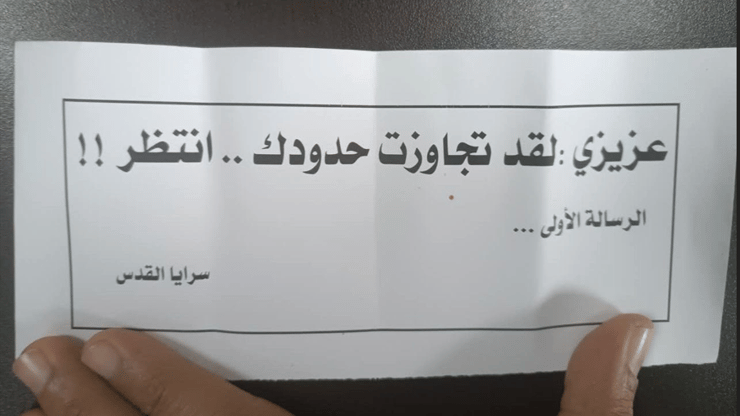 عزيزي :لقد تجاوزت حدودك .. انتظر !!
الرسالة الأولى ...
سرايا القدس